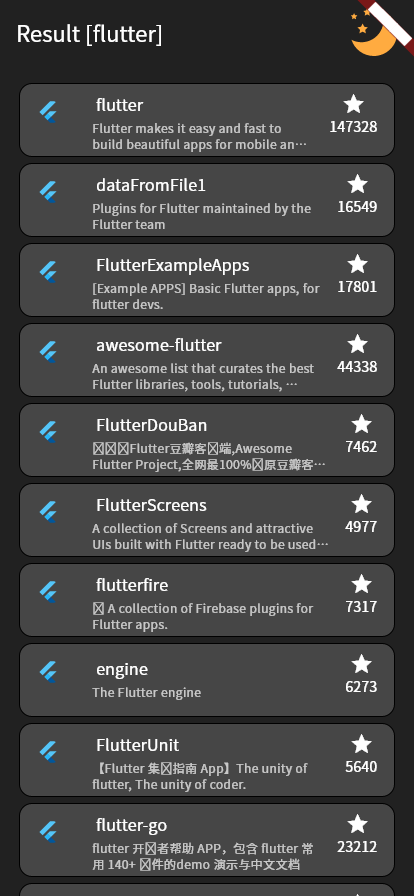 Result [flutter]
flutter
147328
Flutter makes it easy and fast to
build beautiful apps for mobile an…
dataFromFile1
16549
Plugins for Flutter maintained by the
Flutter team
FlutterExampleApps
17801
[Example APPS] Basic Flutter apps, for
flutter devs.
awesome-flutter
44338
An awesome list that curates the best
Flutter libraries, tools, tutorials, …
FlutterDouBan
7462
Flutter豆瓣客端,Awesome
Flutter Project,全网最100%原豆瓣客…
FlutterScreens
4977
A collection of Screens and attractive
UIs built with Flutter ready to be used…
flutterfire
7317
A collection of Firebase plugins for
Flutter apps.
engine
6273
The Flutter engine
FlutterUnit
5640
【Flutter 集指南 App】The unity of
flutter, The unity of coder.
flutter-go
23212
flutter 开者帮助 APP，包含 flutter 常
用 140+ 件的demo 演示与中文文档